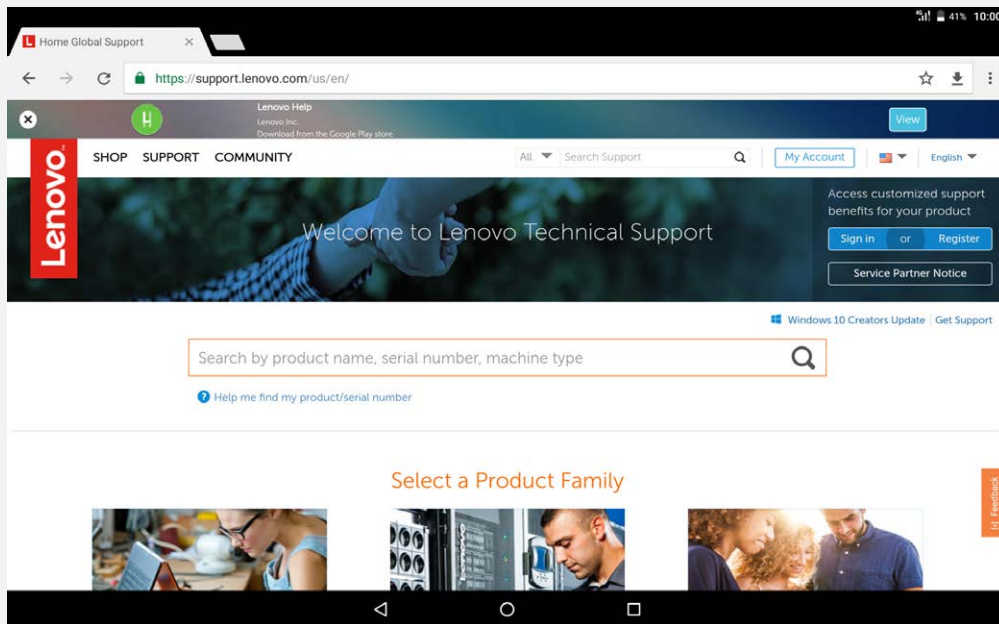 41% 10:00
Home Global Support
https://support.lenovo.com/us/en/
Lenovo Help
Lenovo Inc.
Download from the Google Play store
View
Lenovo
SHOP SUPPORT COMMUNITY
All Search Support
My Account
English
Access customized support
benefits for your product
Welcome to Lenovo Technical Support
Sign in or Register
Service Partner Notice
Windows 10 Creators Update Get Support
Search by product name, serial number, machine type
Help me find my product/serial number
Select a Product Family
[+] Feedback